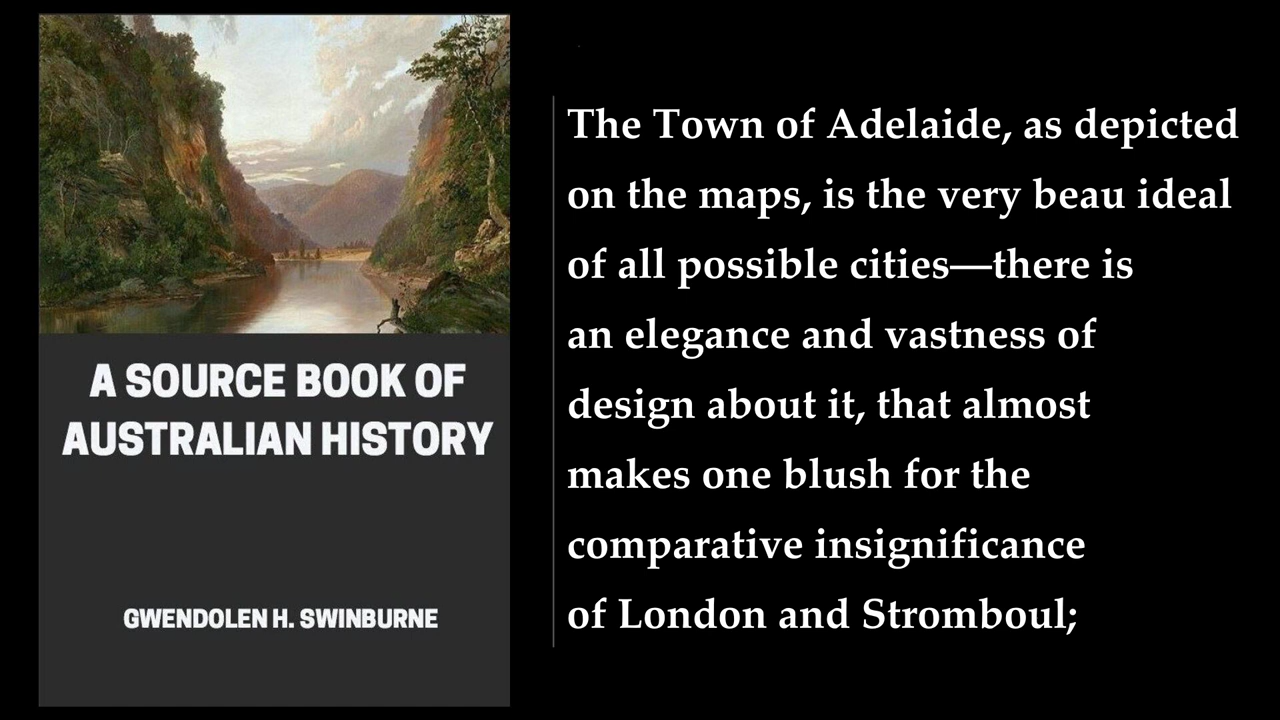 A SOURCE BOOK OF
AUSTRALIAN HISTORY
GWENDOLEN H. SWINBURNE
The Town of Adelaide, as depicted
on the maps, is the very beau ideal
of all possible cities—there is
an elegance and vastness of
design about it, that almost
makes one blush for the
comparative insignificance
of London and Stromboul;